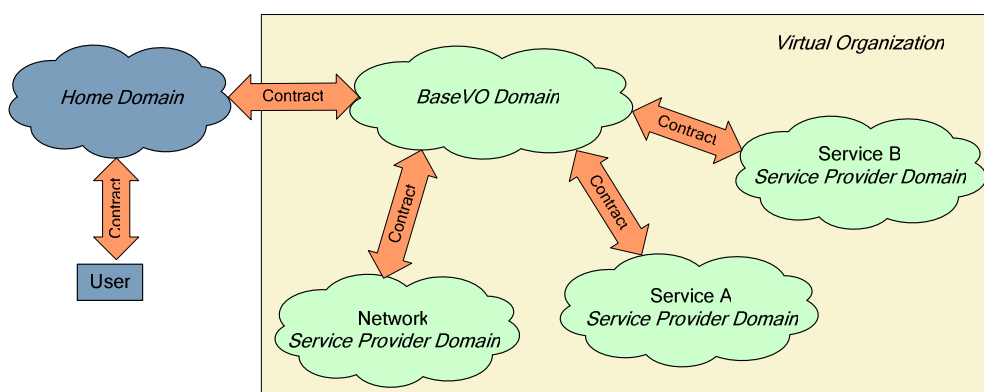 Virtual Organization
Home Domain
Contract
BaseVO Domain
Contract
Service B
Service Provider Domain
Contract
Contract
Contract
User
Network
Service Provider Domain
Service A
Service Provider Domain